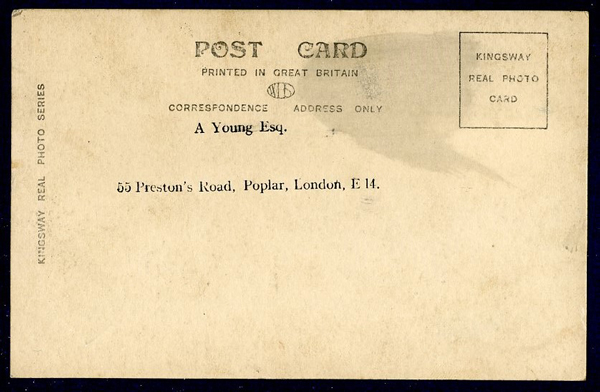 POST CARD
PRINTED IN GREAT BRITAIN
CORRESPONDENCE ADDRESS ONLY
A Young Esq.
55 Preston's Road, Poplar, London, E 14.
KINGSWAY
REAL PHOTO
CARD
KINGSWAY REAL PHOTO SERIES